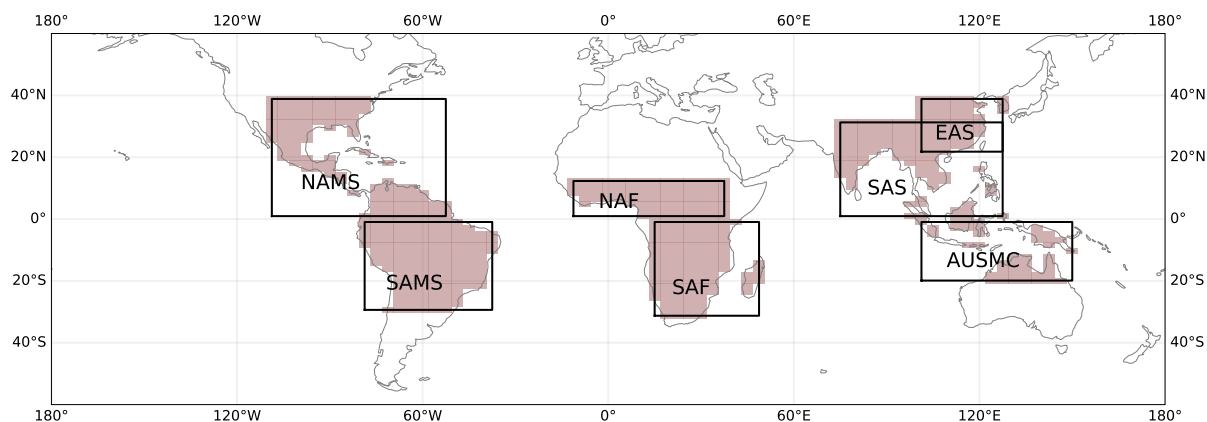 180° 120°W 60°W 0° 60°E 120°E 180°
40°N 40°N
EAS
20°N 20°N
NAMS SAS
NAF
0° 0°
AUSMC
20°S SAMS SAF 20°S
40°S 40°S
180° 120°W 60°W 0° 60°E 120°E 180°